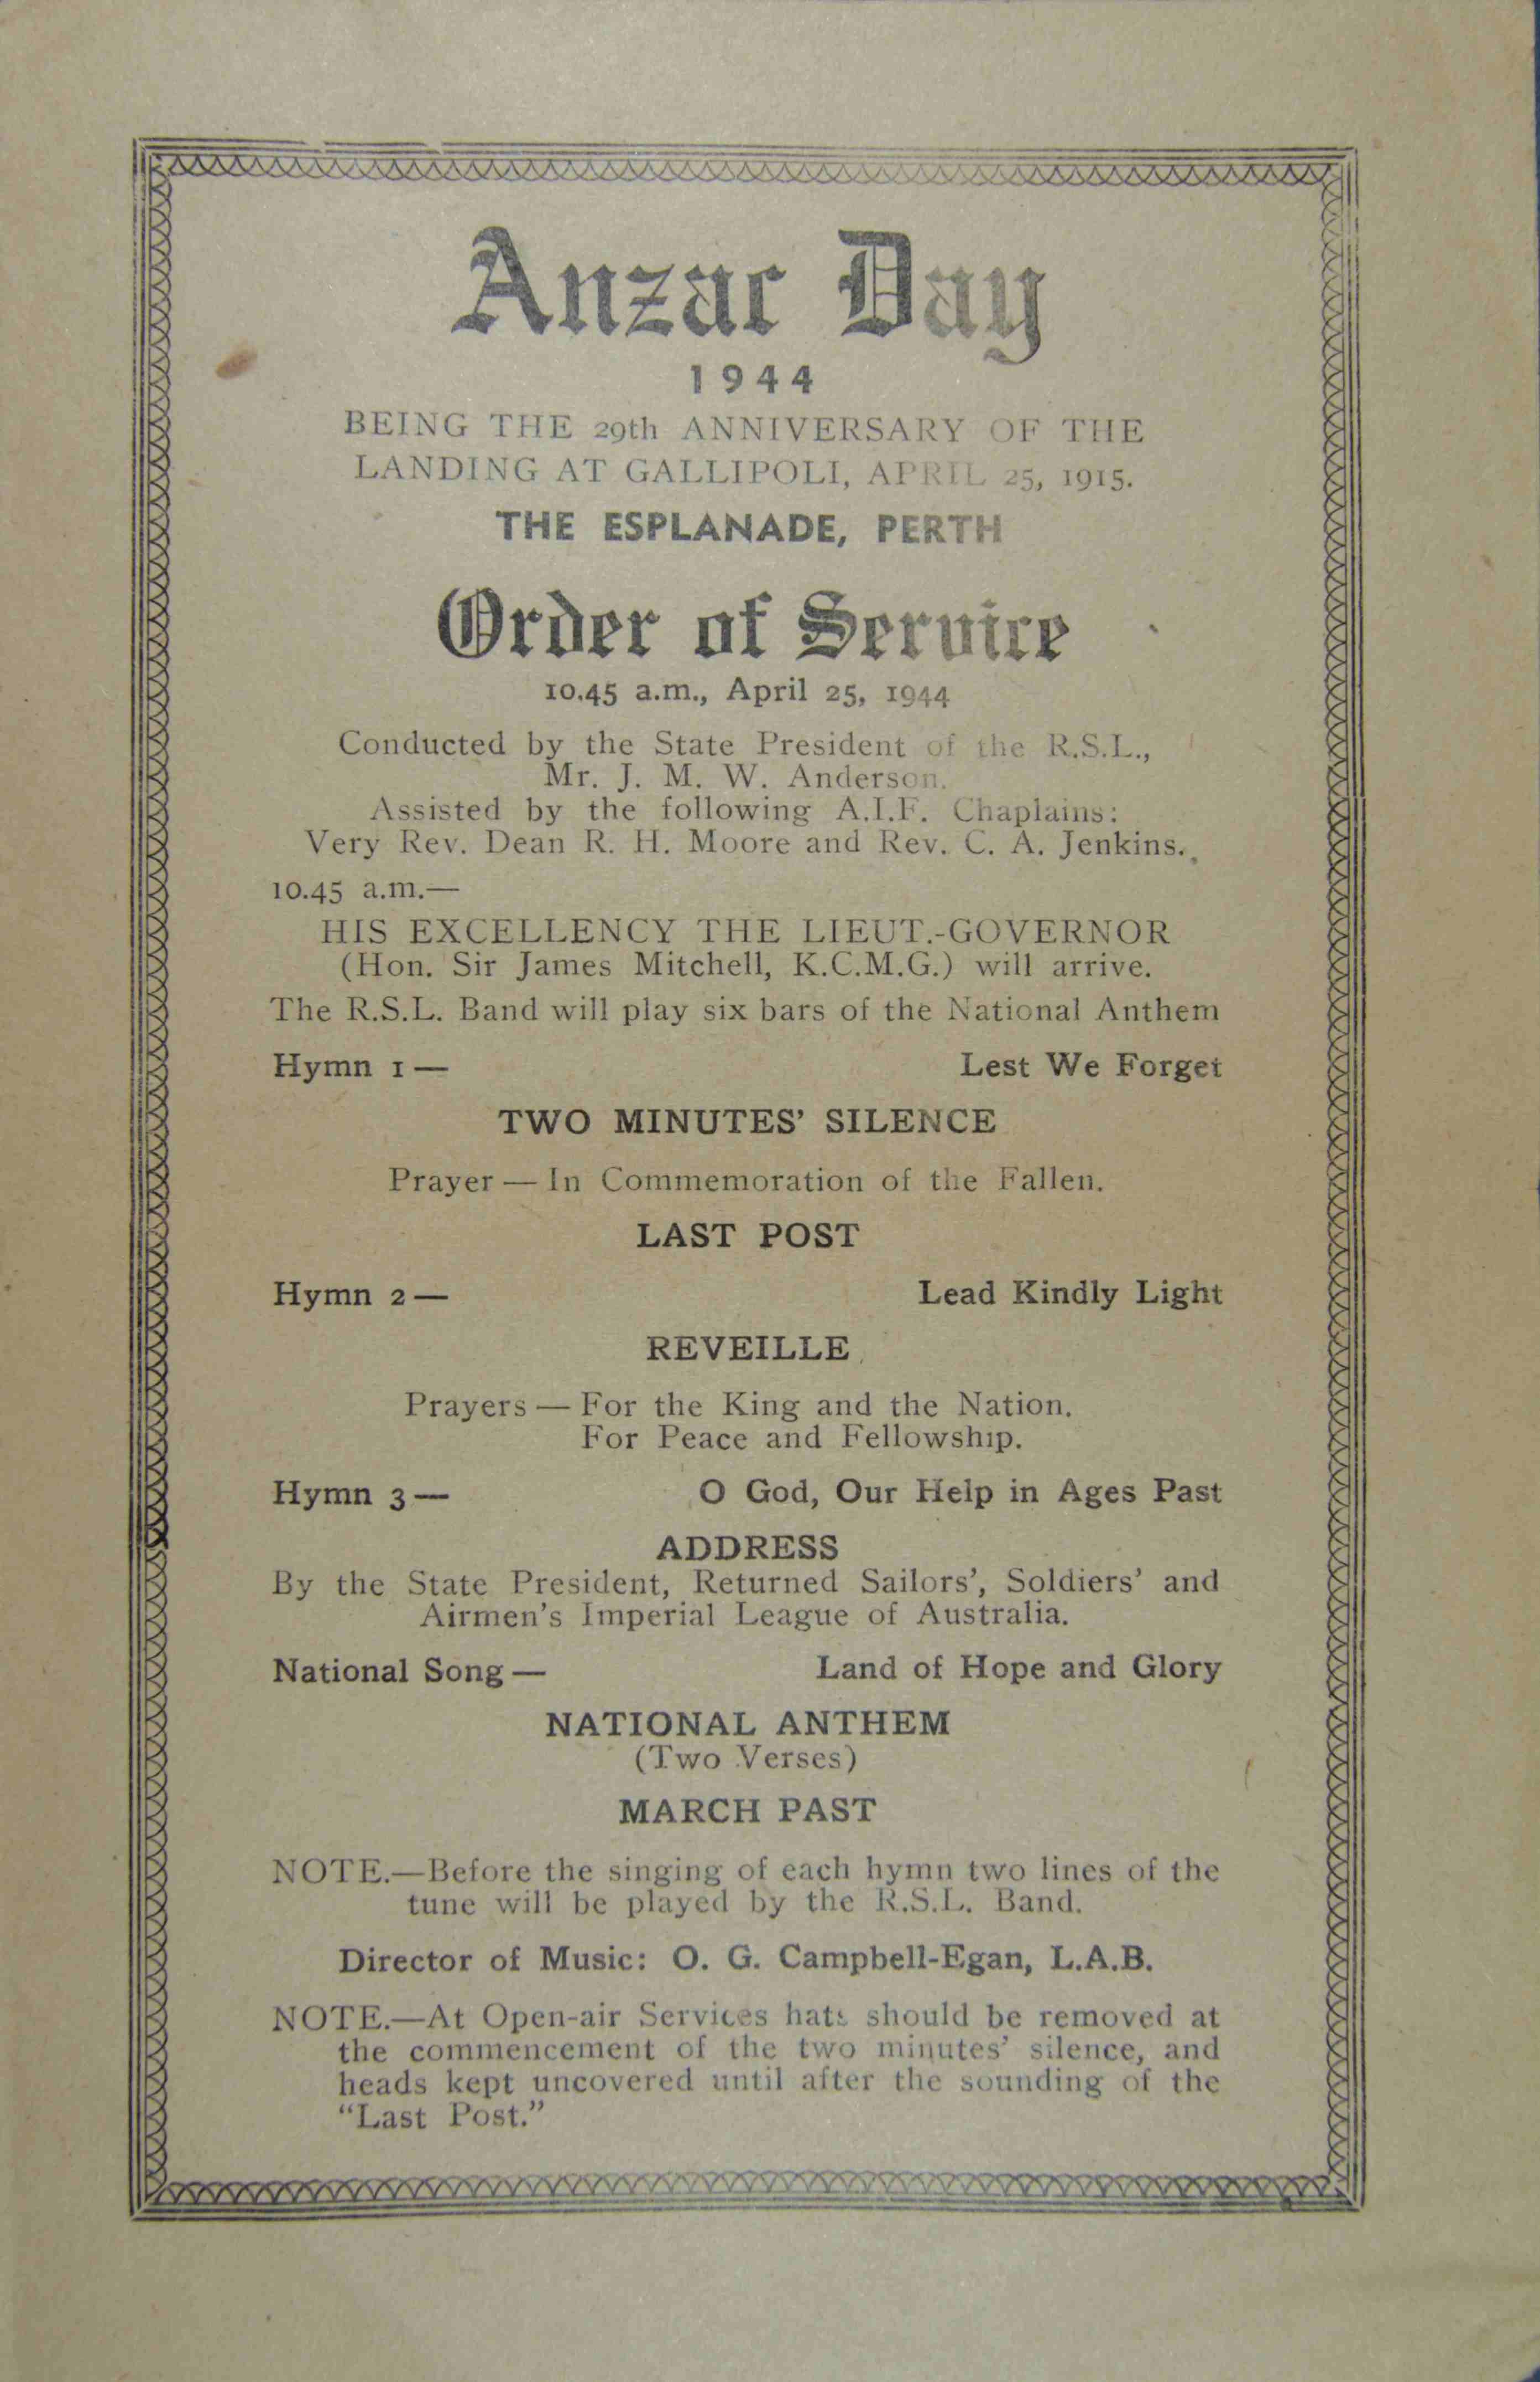 Anzac Day
1944
BEING THE 29th ANNIVERSARY OF THE
LANDING AT GALLIPOLI, APRIL 25, 1915.
THE ESPLANADE, PERTH
Order of Service
10.45 a.m., April 25, 1944
Conducted by the State President of the R.S.L.,
Mr. J. M. W. Anderson.
Assisted by the following A.I.F. Chaplains:
Very Rev. Dean R. H. Moore and Rev. C. A. Jenkins.
10.45 a.m.—
HIS EXCELLENCY THE LIEUT.-GOVERNOR
(Hon. Sir James Mitchell, K.C.M.G.) will arrive.
The R.S.L. Band will play six bars of the National Anthem
Hymn 1— Lest We Forget
TWO MINUTES' SILENCE
Prayer — In Commemoration of the Fallen.
LAST POST
Hymn 2— Lead Kindly Light
REVEILLE
Prayers — For the King and the Nation.
For Peace and Fellowship.
Hymn 3— O God, Our Help in Ages Past
ADDRESS
By the State President, Returned Sailors', Soldiers' and
Airmen's Imperial League of Australia.
National Song — Land of Hope and Glory
NATIONAL ANTHEM
(Two Verses)
MARCH PAST
NOTE.—Before the singing of each hymn two lines of the
tune will be played by the R.S.L. Band.
Director of Music: O. G. Campbell-Egan, L.A.B.
NOTE.—At Open-air Services hats should be removed at
the commencement of the two minutes' silence, and
heads kept uncovered until after the sounding of the
"Last Post."